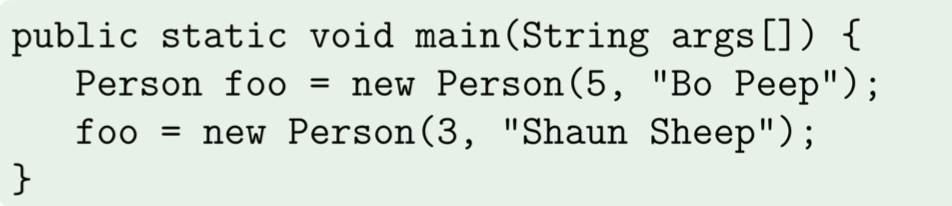 public static void main(String args[]) {
Person foo = new Person(5, "Bo Peep");
foo = new Person(3, "Shaun Sheep");
}